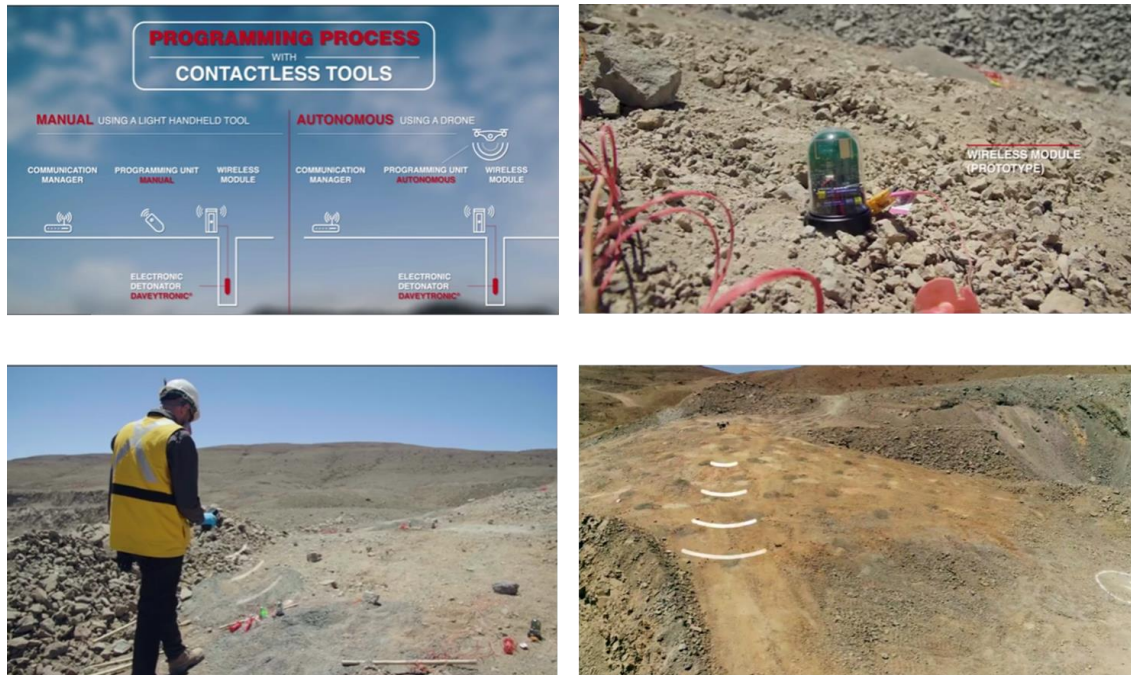 PROGRAMMING PROCESS
WITH
CONTACTLESS TOOLS
MANUAL USING A LIGHT HANDHELD TOOL
COMMUNICATION
MANAGER
PROGRAMMING UNIT
MANUAL
WIRELESS
MODULE
ELECTRONIC
DETONATOR
DAVEYTRONIC®
AUTONOMOUS USING A DRONE
COMMUNICATION
MANAGER
PROGRAMMING UNIT
AUTONOMOUS
WIRELESS
MODULE
ELECTRONIC
DETONATOR
DAVEYTRONIC®
WIRELESS MODULE
(PROTOTYPE)